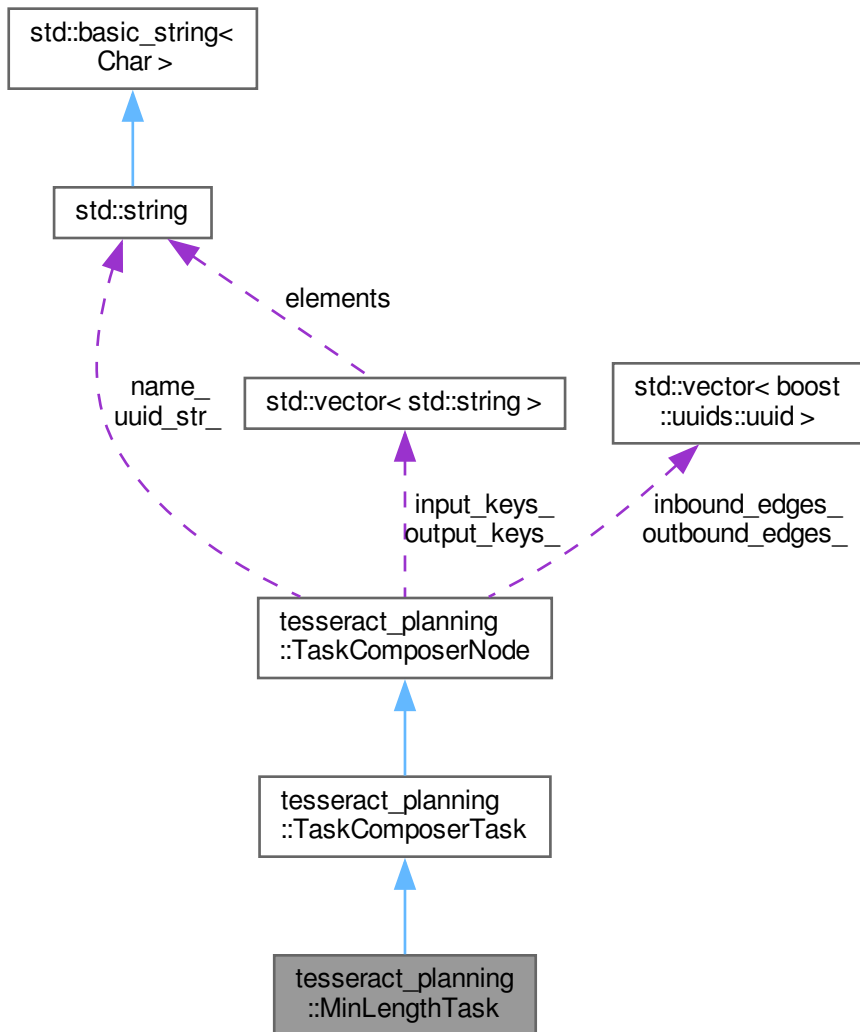 std::basic_string<
Char >
std::string
elements
name_
uuid_str_
std::vector< std::string >
std::vector< boost
::uuids::uuid >
input_keys_
output_keys_
inbound_edges_
outbound_edges_
tesseract_planning
::TaskComposerNode
tesseract_planning
::TaskComposerTask
tesseract_planning
::MinLengthTask